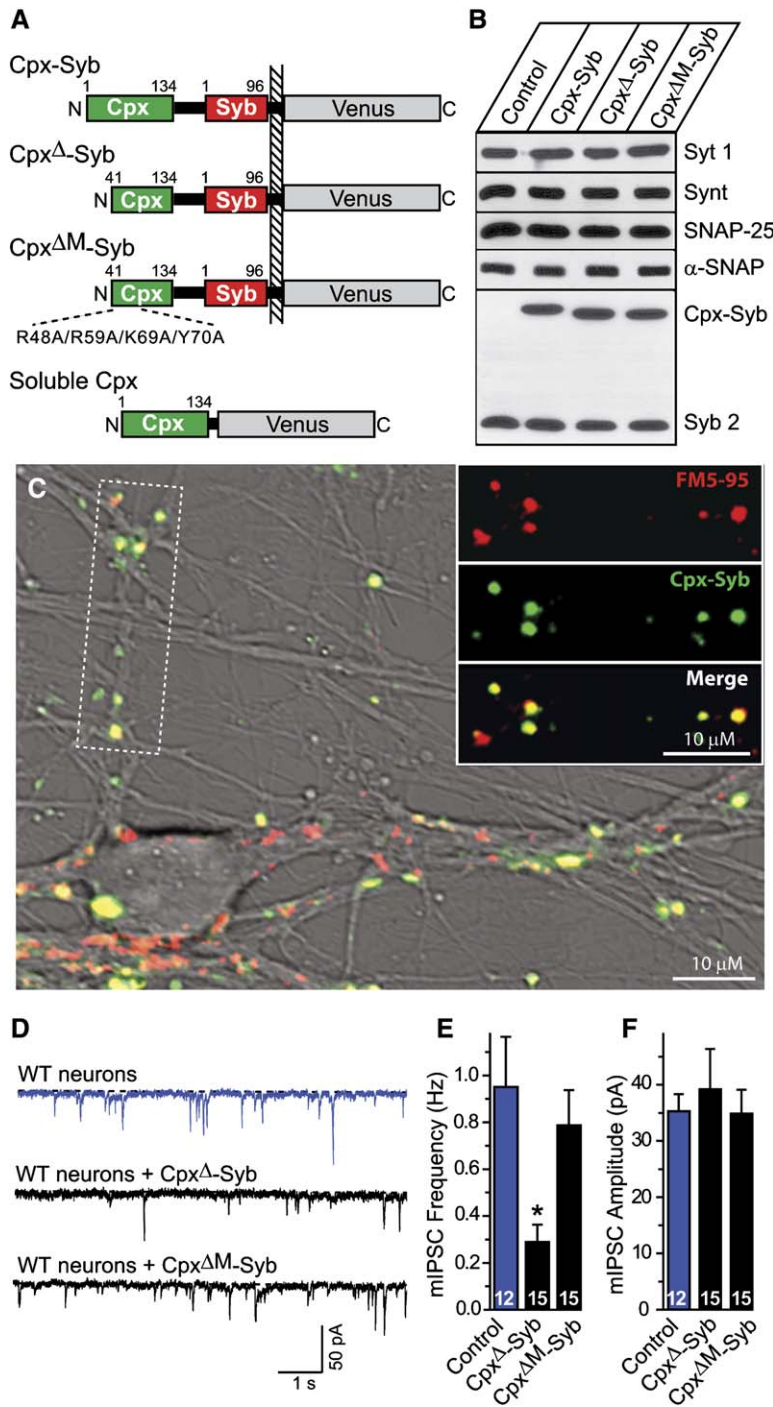 A
Cpx-Syb
1 134 1 96
N Cpx Syb Venus C
CpxΔ-Syb
41 134 1 96
N Cpx Syb Venus C
CpxΔM-Syb
41 134 1 96
N Cpx Syb Venus C
R48A/R59A/K69A/Y70A
Soluble Cpx
1 134
N Cpx Venus C
B
Control Cpx-Syb CpxΔ-Syb CpxΔM-Syb
Syt 1
Synt
SNAP-25
α-SNAP
Cpx-Syb
Syb 2
C
FM5-95
Cpx-Syb
Merge
10 μM
10 μM
D
WT neurons
WT neurons + CpxΔ-Syb
WT neurons + CpxΔM-Syb
50 pA
1 s
E
mIPSC Frequency (Hz)
1.0
0.8
0.6
0.4
0.2
0.0
*
12 15 15
Control CpxΔ-Syb CpxΔM-Syb
F
mIPSC Amplitude (pA)
40
30
20
10
0
12 15 15
Control CpxΔ-Syb CpxΔM-Syb